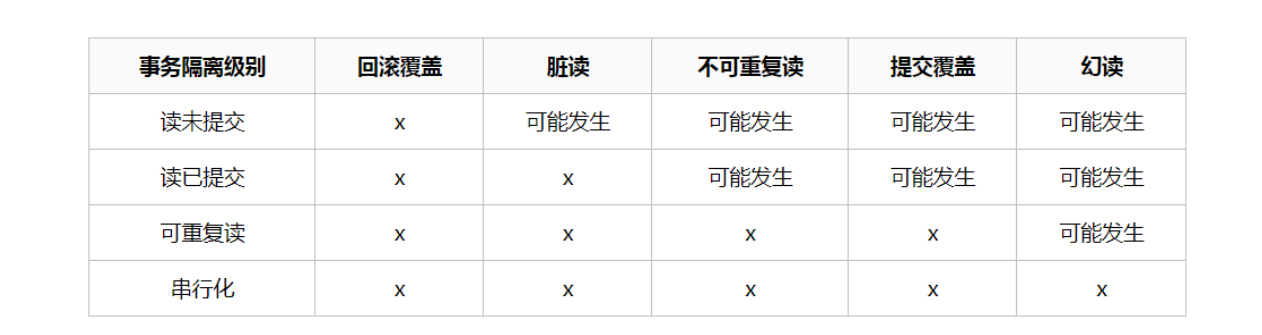 事务隔离级别 回滚覆盖 脏读 不可重复读 提交覆盖 幻读
读未提交 x 可能发生 可能发生 可能发生 可能发生
读已提交 x x 可能发生 可能发生 可能发生
可重复读 x x x x 可能发生
串行化 x x x x x